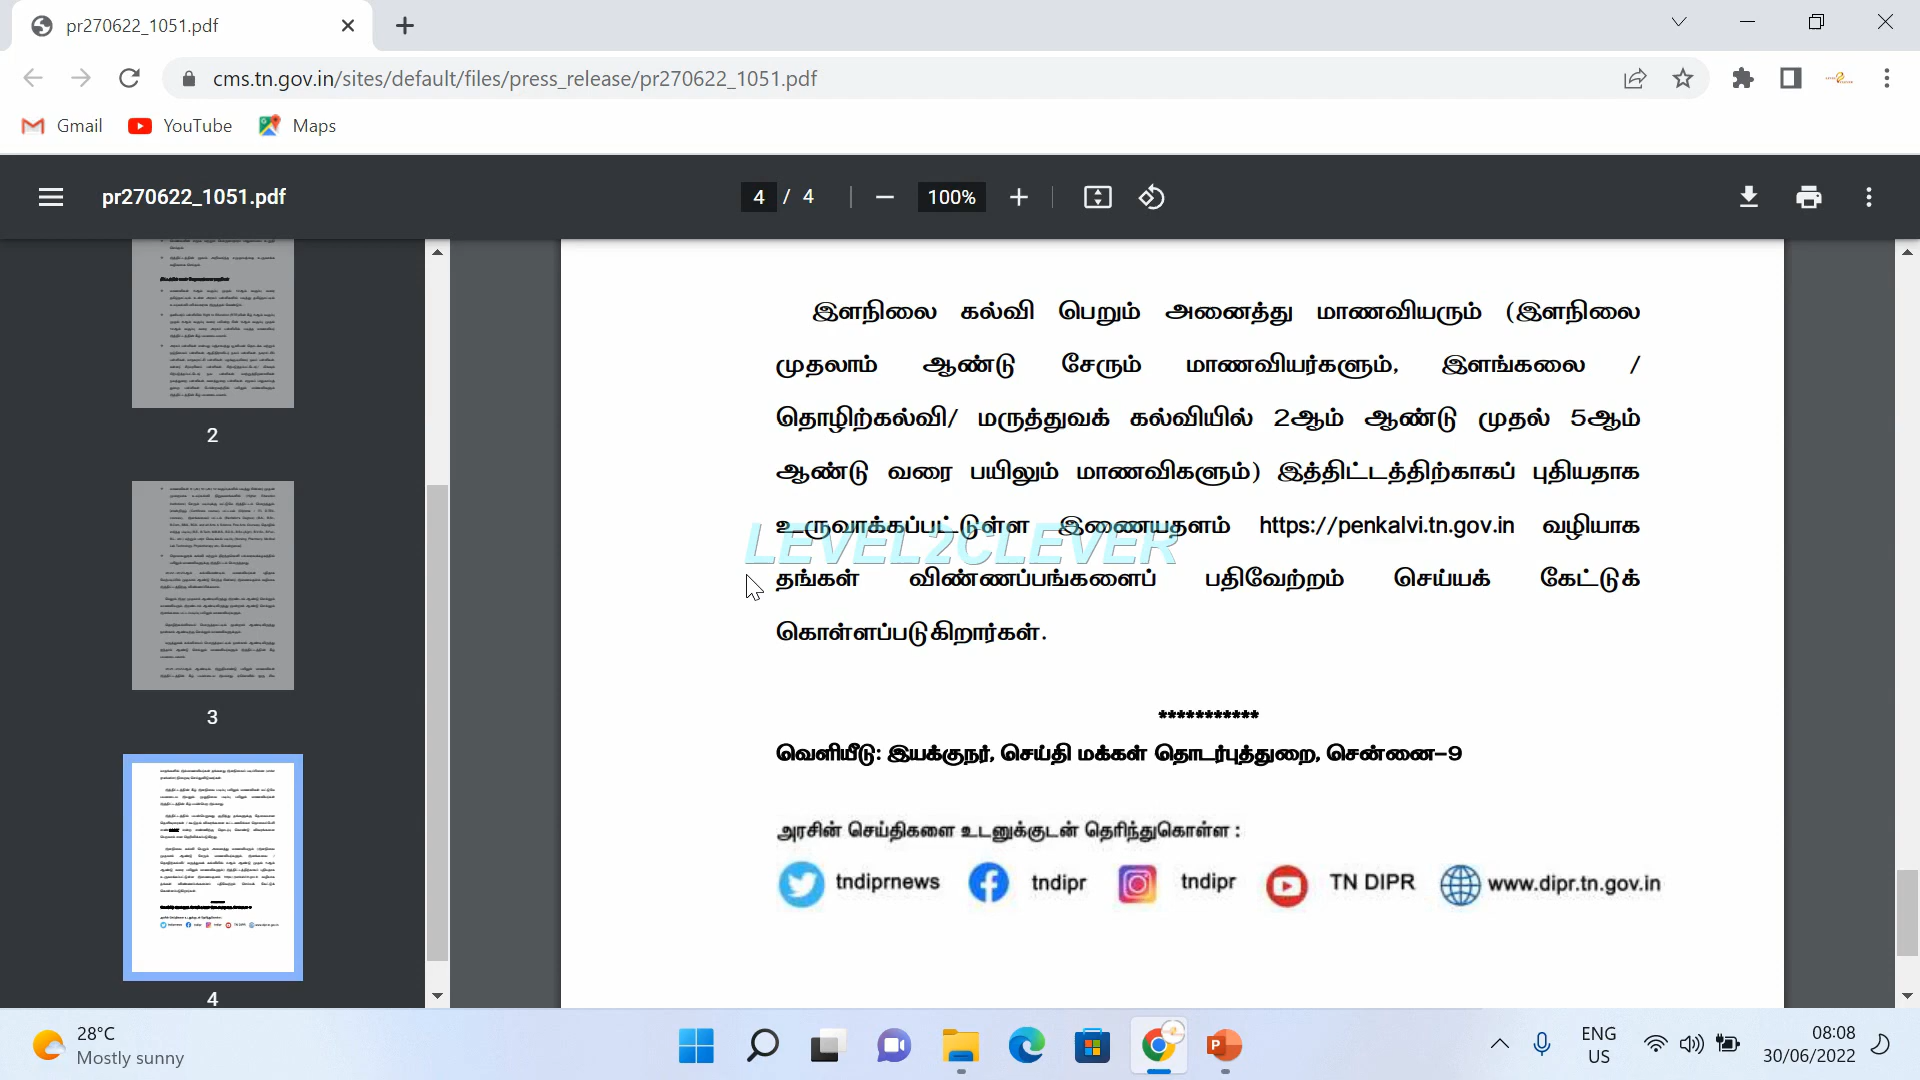 pr270622_1051.pdf
cms.tn.gov.in/sites/default/files/press_release/pr270622_1051.pdf
Gmail YouTube Maps
pr270622_1051.pdf
4 / 4
100%
2
3
4
இளநிலை கல்வி பெறும் அனைத்து மாணவியரும் (இளநிலை
முதலாம் ஆண்டு சேரும் மாணவியர்களும், இளங்கலை /
தொழிற்கல்வி/ மருத்துவக் கல்வியில் 2ஆம் ஆண்டு முதல் 5ஆம்
ஆண்டு வரை பயிலும் மாணவிகளும்) இத்திட்டத்திற்காகப் புதியதாக
உருவாக்கப்பட்டுள்ள இணையதளம் https://penkalvi.tn.gov.in வழியாக
LEVEL2CLEVER
தங்கள் விண்ணப்பங்களைப் பதிவேற்றம் செய்யக் கேட்டுக்
கொள்ளப்படுகிறார்கள்.
***********
வெளியீடு: இயக்குநர், செய்தி மக்கள் தொடர்புத்துறை, சென்னை-9
அரசின் செய்திகளை உடனுக்குடன் தெரிந்துகொள்ள :
tndiprnews tndipr tndipr TN DIPR www.dipr.tn.gov.in
28°C
Mostly sunny
ENG
US
08:08
30/06/2022